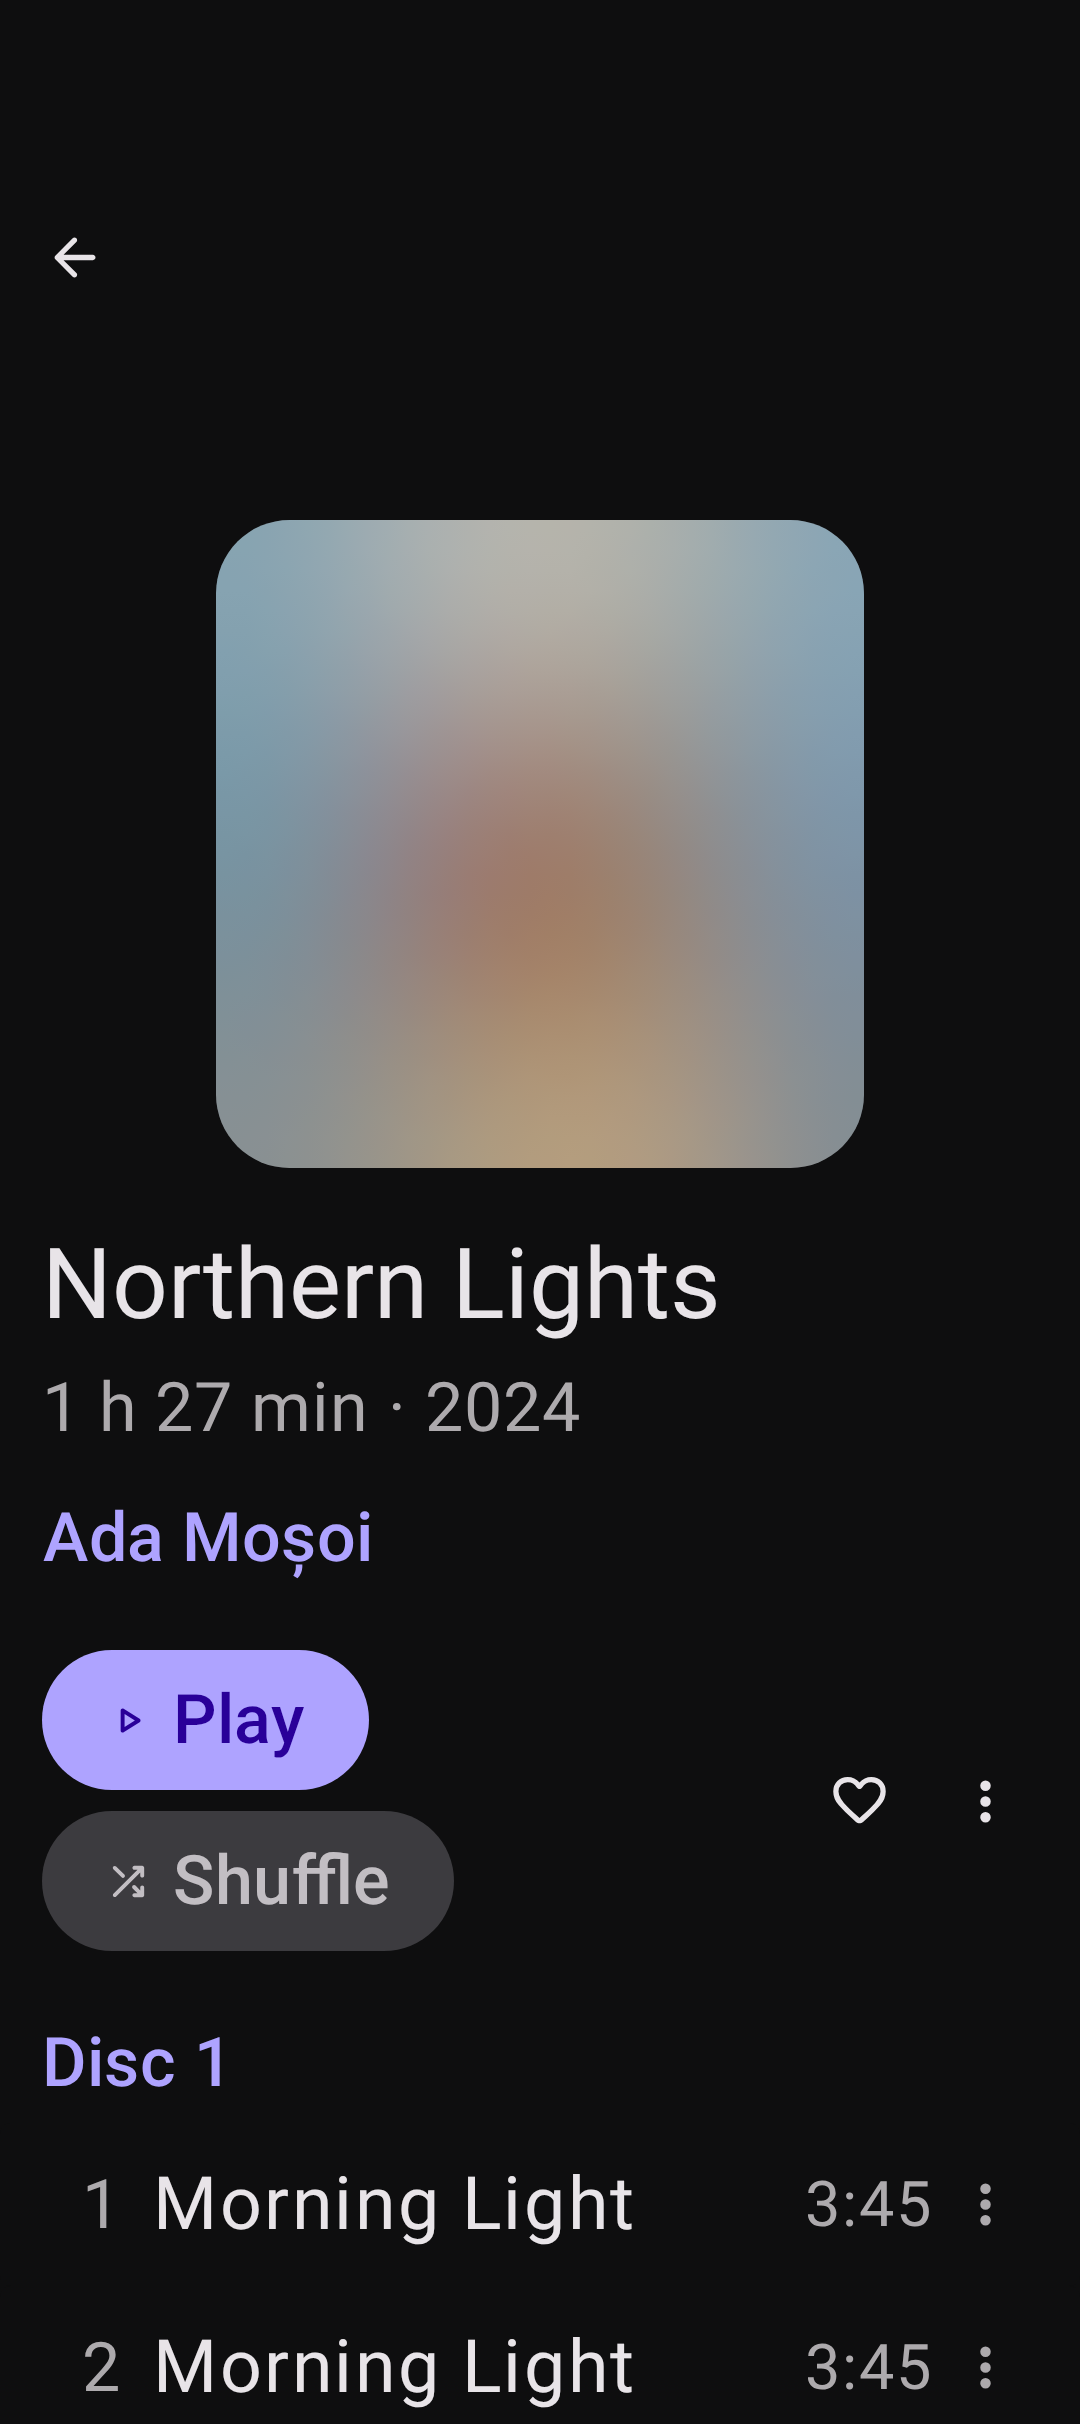 Northern Lights
1 h 27 min · 2024
Ada Moșoi
Play
Shuffle
Disc 1
1 Morning Light 3:45
2 Morning Light 3:45